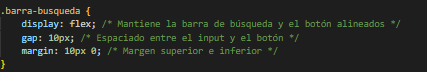 .barra-busqueda {
    display: flex; /* Mantiene la barra de búsqueda y el botón alineados */
    gap: 10px; /* Espaciado entre el input y el botón */
    margin: 10px 0; /* Margen superior e inferior */
}